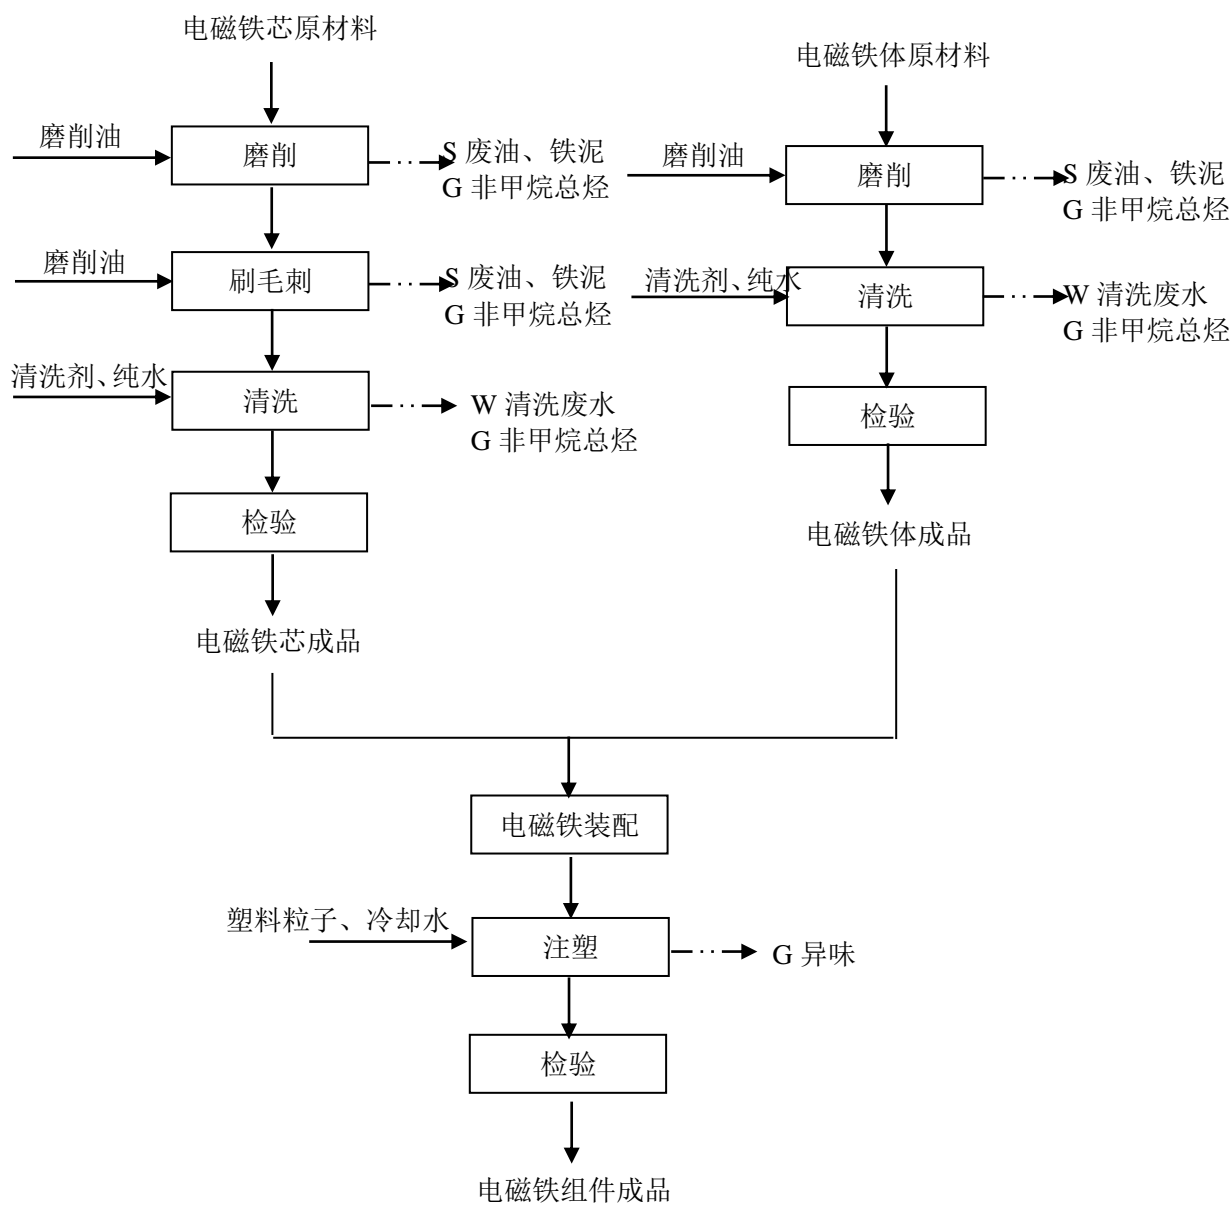 电磁铁芯原材料
磨削油
磨削
S 废油、铁泥
G 非甲烷总烃
磨削油
刷毛刺
S 废油、铁泥
G 非甲烷总烃
清洗剂、纯水
清洗
W 清洗废水
G 非甲烷总烃
检验
电磁铁芯成品
电磁铁体原材料
磨削油
磨削
S 废油、铁泥
G 非甲烷总烃
清洗剂、纯水
清洗
W 清洗废水
G 非甲烷总烃
检验
电磁铁体成品
电磁铁装配
塑料粒子、冷却水
注塑
G 异味
检验
电磁铁组件成品